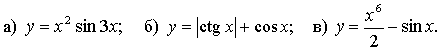 а) y = x² sin 3x; б) y = |ctg x| + cos x; в) y = x⁶/2 − sin x.